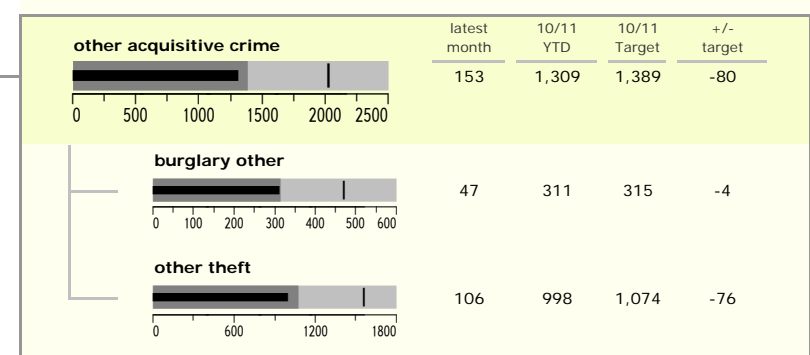 latest 10/11 10/11 +/-
other acquisitive crime month YTD Target target
153 1,309 1,389 -80
0 500 1000 1500 2000 2500
burglary other
47 311 315 -4
0 100 200 300 400 500 600
other theft
106 998 1,074 -76
0 600 1200 1800